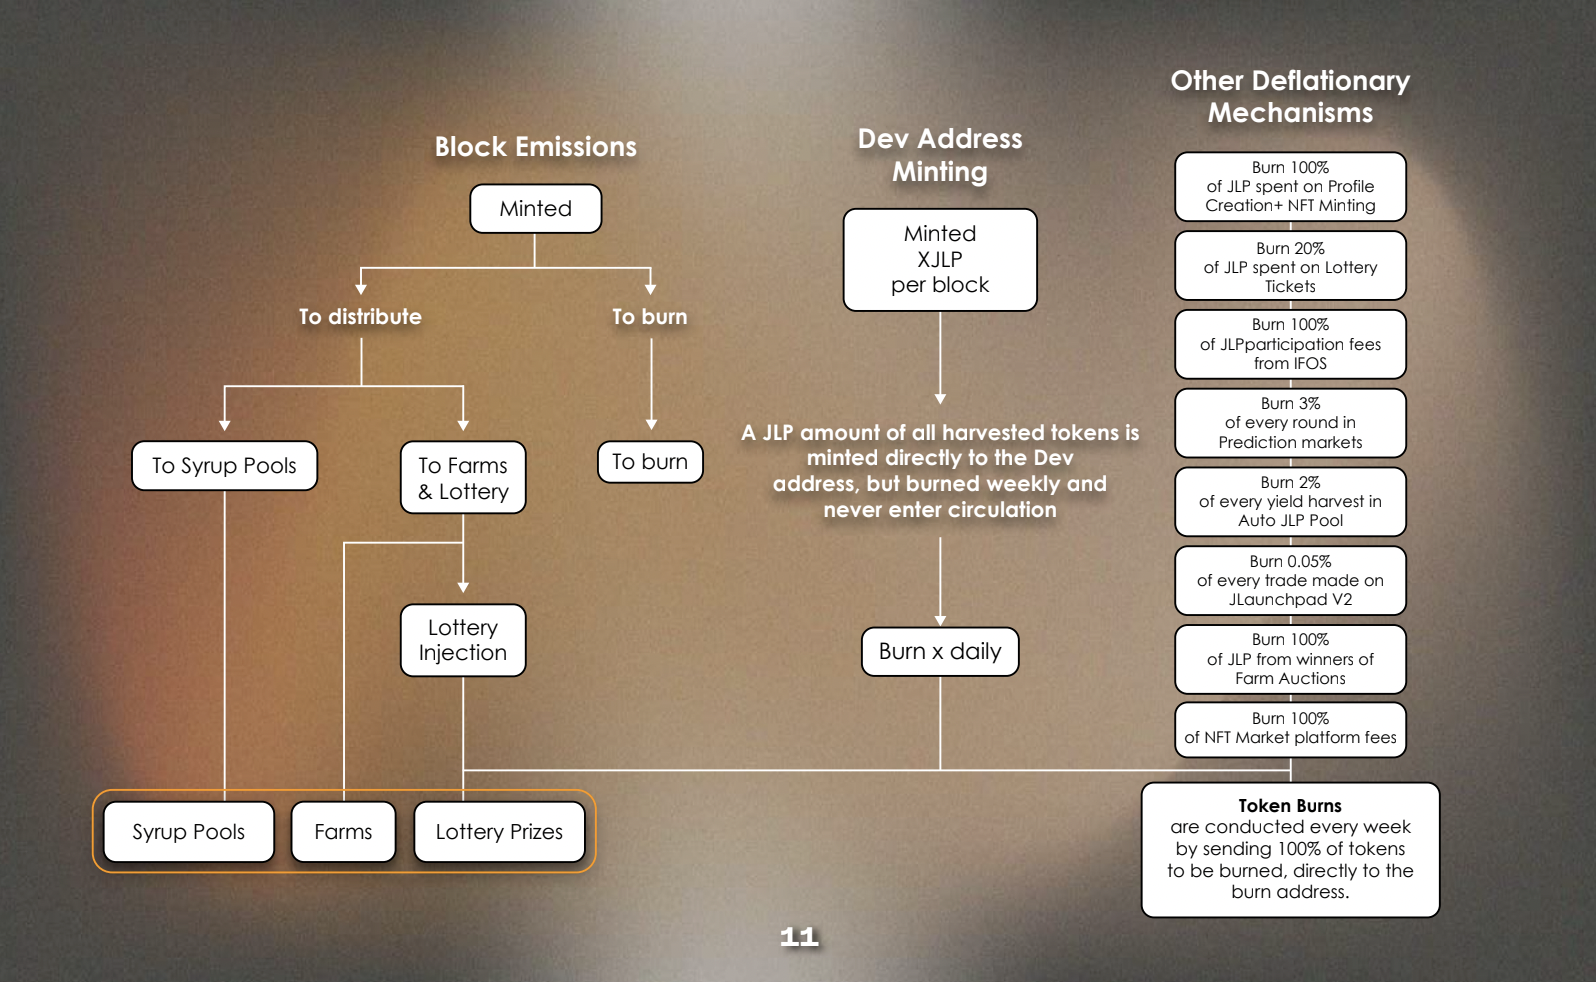 Block Emissions
Minted
To distribute
To burn
To Syrup Pools
To Farms
& Lottery
To burn
Lottery
Injection
Syrup Pools
Farms
Lottery Prizes
Dev Address
Minting
Minted
XJLP
per block
A JLP amount of all harvested tokens is
minted directly to the Dev
address, but burned weekly and
never enter circulation
Burn x daily
Other Deflationary
Mechanisms
Burn 100%
of JLP spent on Profile
Creation+ NFT Minting
Burn 20%
of JLP spent on Lottery
Tickets
Burn 100%
of JLPparticipation fees
from IFOS
Burn 3%
of every round in
Prediction markets
Burn 2%
of every yield harvest in
Auto JLP Pool
Burn 0.05%
of every trade made on
JLaunchpad V2
Burn 100%
of JLP from winners of
Farm Auctions
Burn 100%
of NFT Market platform fees
Token Burns
are conducted every week
by sending 100% of tokens
to be burned, directly to the
burn address.
11